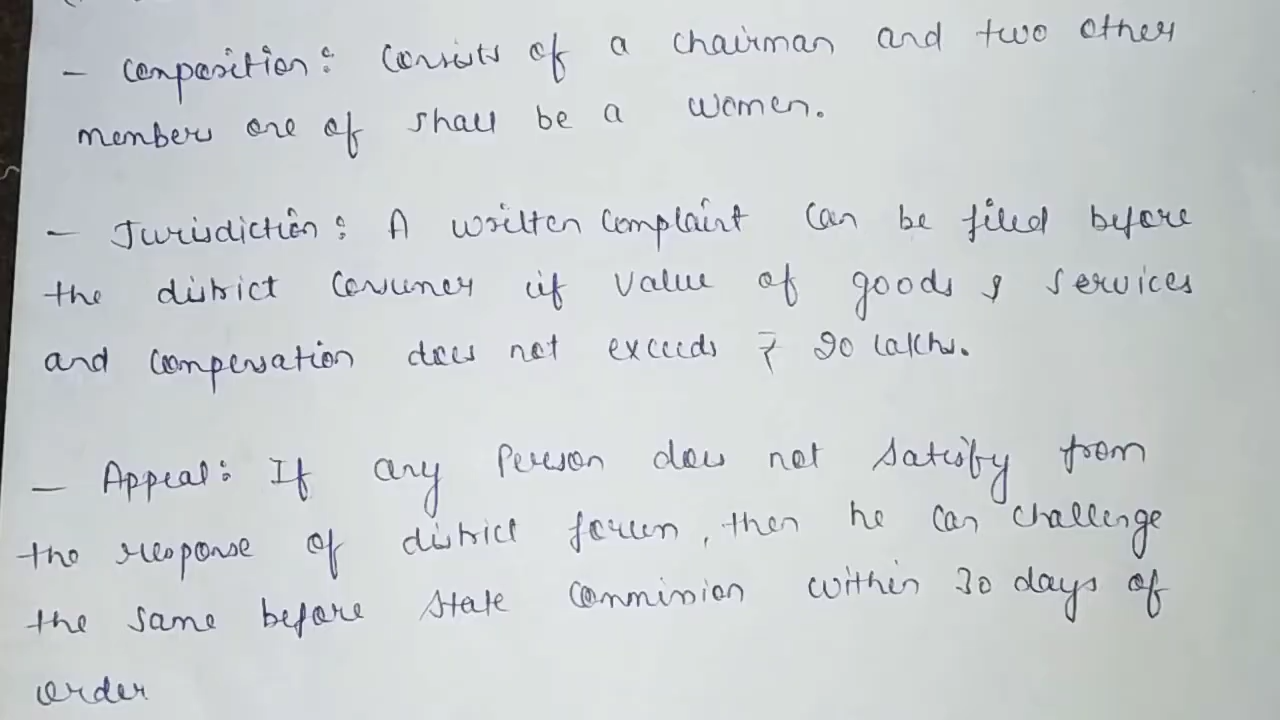 - Composition: Consists of a chairman and two other
members one of shall be a women.
- Jurisdiction: A written complaint can be filed before
the district consumer if value of goods & services
and compensation does not exceeds ₹ 20 lakhs.
- Appeal: If any person does not satisfy from
the response of district forum, then he can challenge
the same before state commission within 30 days of
order